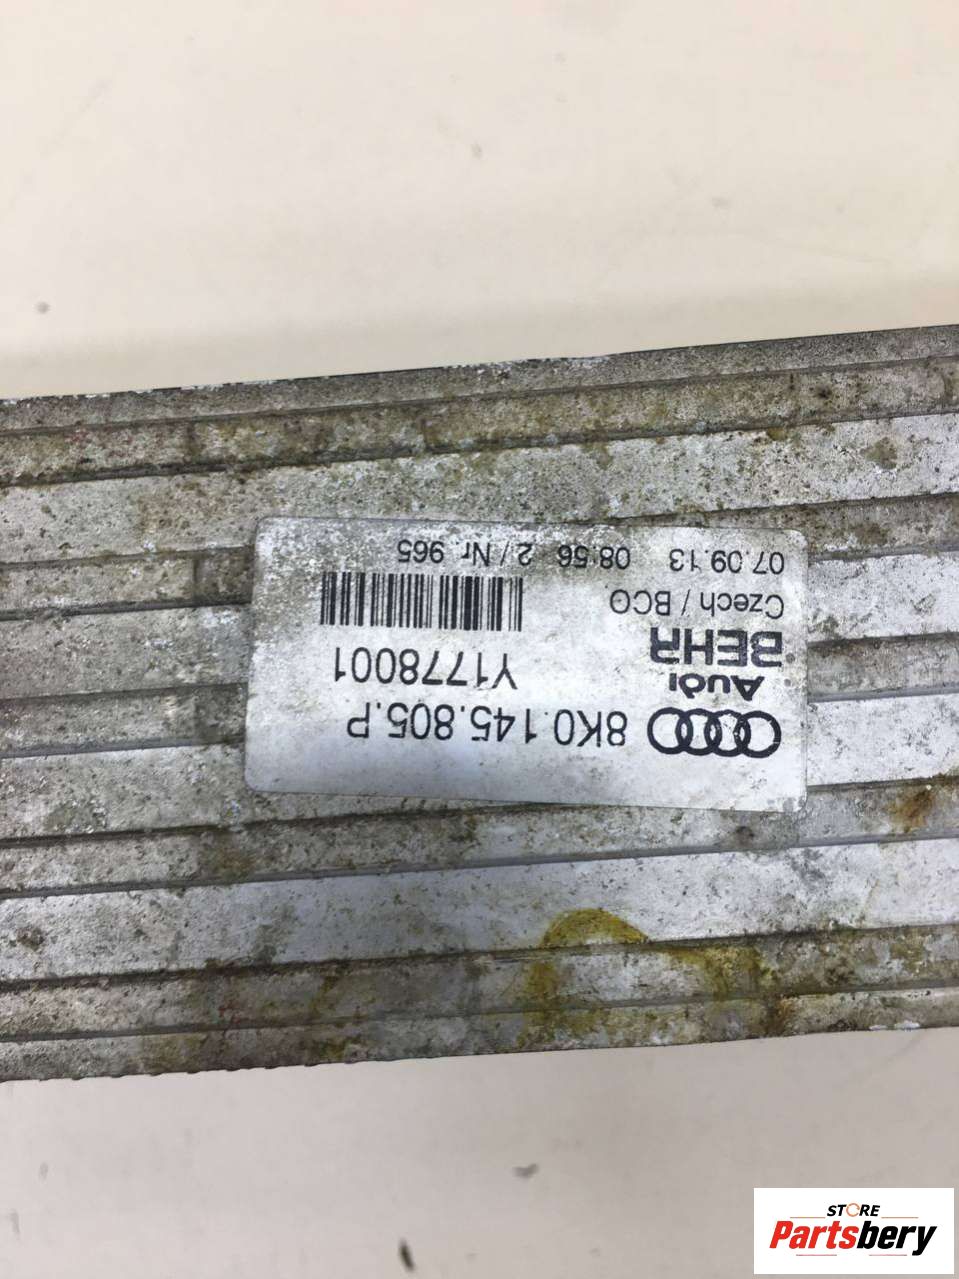 8K0.145.805.P
Audi
Y1778001
BEHR
Czech / BCO
07.09.13 08:56 2 / Nr. 965
STORE
Partsbery